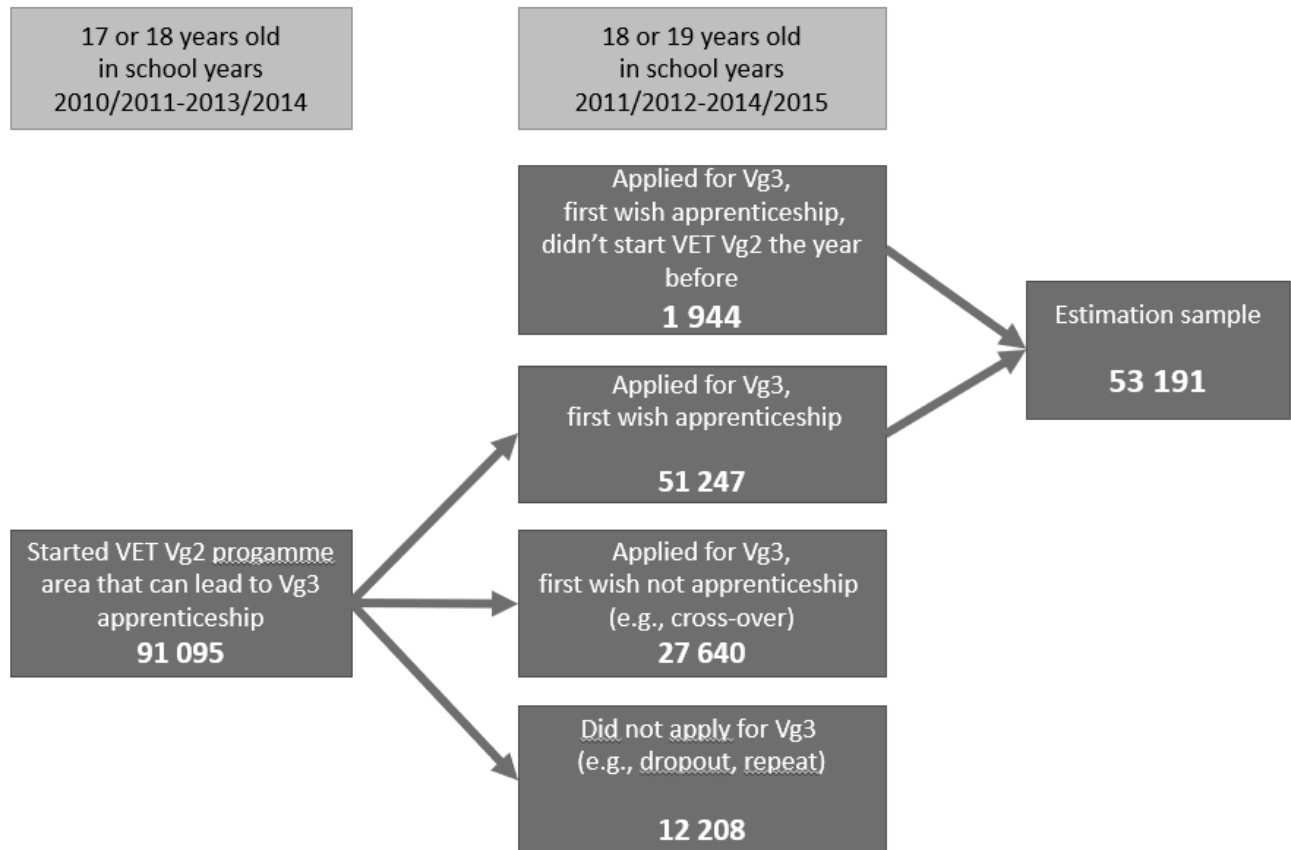 17 or 18 years old
in school years
2010/2011-2013/2014
18 or 19 years old
in school years
2011/2012-2014/2015
Applied for Vg3,
first wish apprenticeship,
didn't start VET Vg2 the year
before
1 944
Estimation sample
53 191
Applied for Vg3,
first wish apprenticeship
51 247
Started VET Vg2 progamme
area that can lead to Vg3
apprenticeship
91 095
Applied for Vg3,
first wish not apprenticeship
(e.g., cross-over)
27 640
Did not apply for Vg3
(e.g., dropout, repeat)
12 208